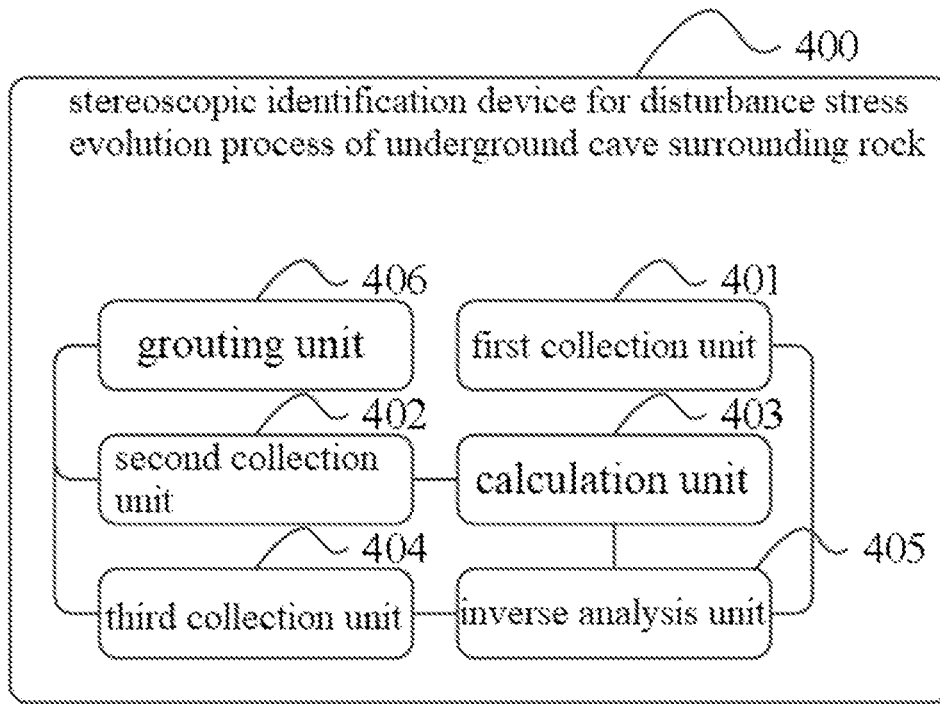 400
stereoscopic identification device for disturbance stress
evolution process of underground cave surrounding rock
406
401
grouting unit
first collection unit
402
403
second collection
unit
calculation unit
404
405
third collection unit
inverse analysis unit